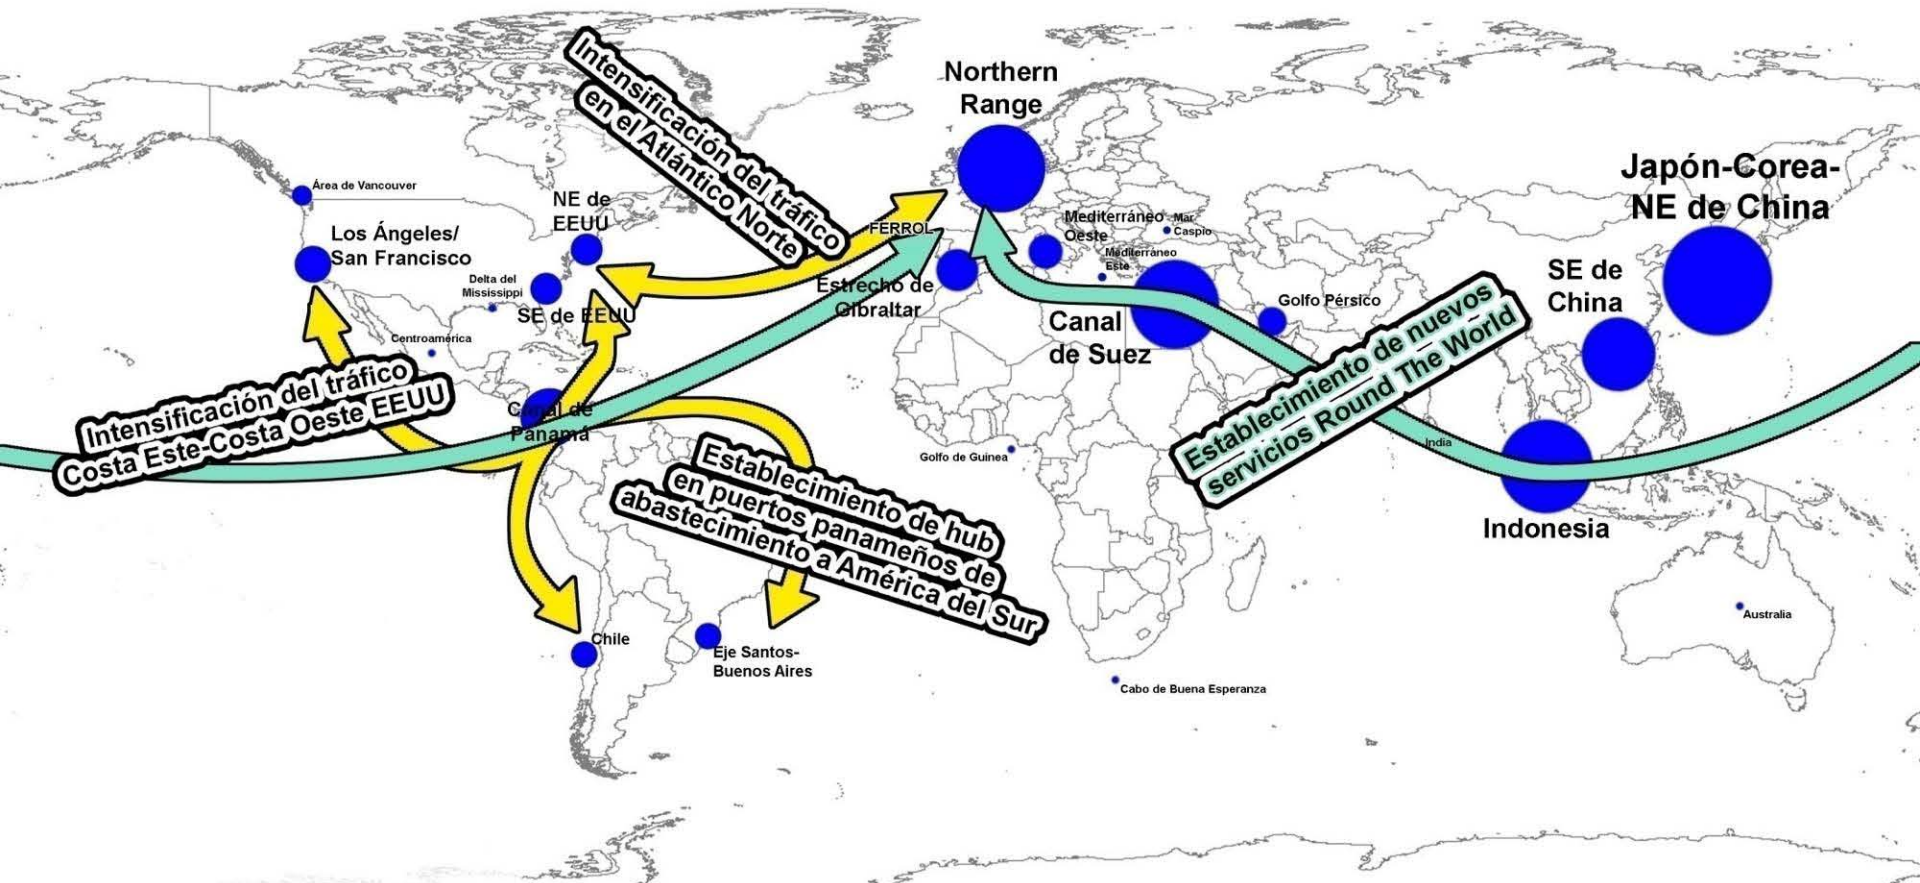 Intensificación del tráfico
en el Atlántico Norte
Northern
Range
Japón-Corea-
NE de China
Área de Vancouver
NE de
EEUU
Los Ángeles/
San Francisco
FERROL
Mediterráneo
Oeste
Mar
Caspio
Mediterráneo
Este
Delta del
Mississippi
SE de EEUU
Estrecho de
Gibraltar
Canal
de Suez
Golfo Pérsico
SE de
China
Centroamérica
Intensificación del tráfico
Costa Este-Costa Oeste EEUU
Canal de
Panamá
Establecimiento de nuevos
servicios Round The World
India
Golfo de Guinea
Establecimiento de hub
en puertos panameños de
abastecimiento a América del Sur
Indonesia
Chile
Eje Santos-
Buenos Aires
Australia
Cabo de Buena Esperanza